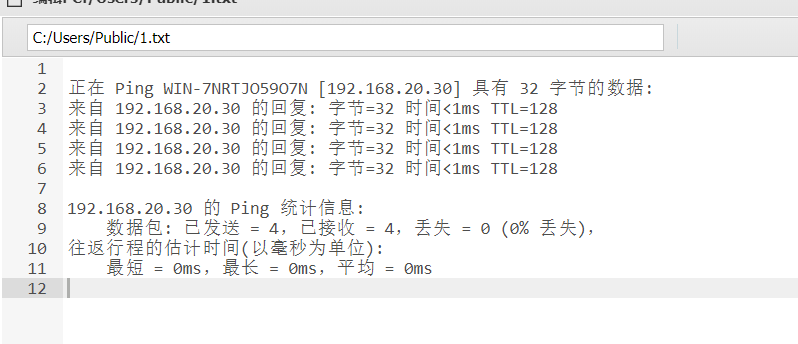 C:/Users/Public/1.txt
1
2 正在 Ping WIN-7NRTJO59O7N [192.168.20.30] 具有 32 字节的数据:
3 来自 192.168.20.30 的回复: 字节=32 时间<1ms TTL=128
4 来自 192.168.20.30 的回复: 字节=32 时间<1ms TTL=128
5 来自 192.168.20.30 的回复: 字节=32 时间<1ms TTL=128
6 来自 192.168.20.30 的回复: 字节=32 时间<1ms TTL=128
7
8 192.168.20.30 的 Ping 统计信息:
9 数据包: 已发送 = 4，已接收 = 4，丢失 = 0 (0% 丢失)，
10 往返行程的估计时间(以毫秒为单位):
11 最短 = 0ms，最长 = 0ms，平均 = 0ms
12